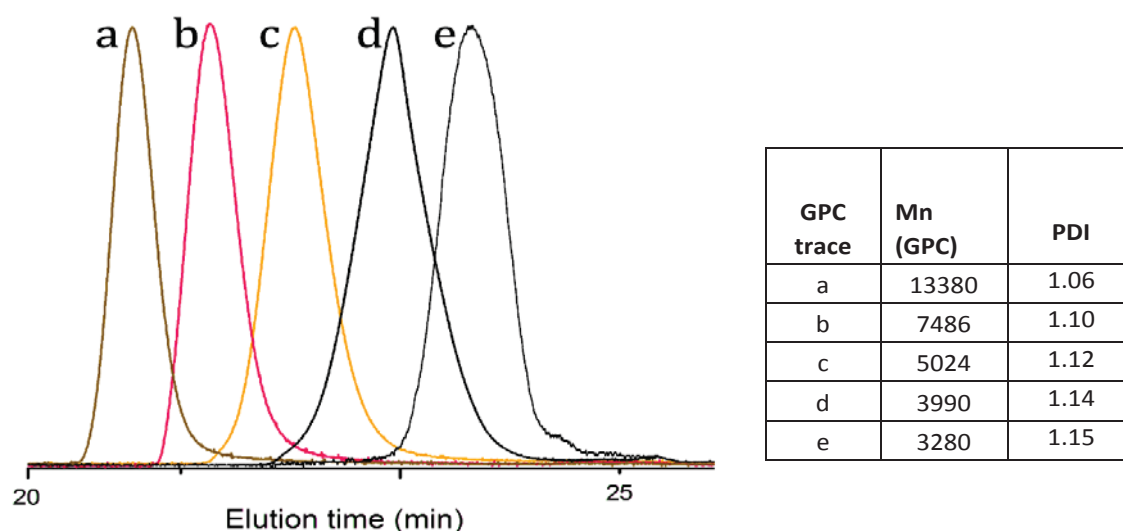 a b c d e
20 25
Elution time (min)
GPC trace Mn (GPC) PDI
a 13380 1.06
b 7486 1.10
c 5024 1.12
d 3990 1.14
e 3280 1.15